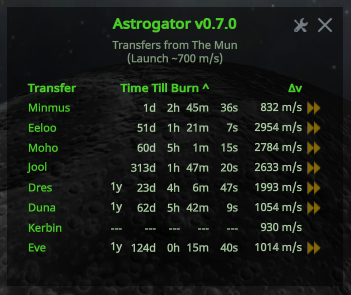 Astrogator v0.7.0
Transfers from The Mun
(Launch ~700 m/s)
Transfer Time Till Burn ^ Δv
Minmus 1d 2h 45m 36s 832 m/s
Eeloo 51d 1h 21m 7s 2954 m/s
Moho 60d 5h 1m 15s 2784 m/s
Jool 313d 1h 47m 20s 2633 m/s
Dres 1y 23d 4h 6m 47s 1993 m/s
Duna 1y 62d 5h 42m 9s 1054 m/s
Kerbin --- --- --- --- --- 930 m/s
Eve 1y 124d 0h 15m 40s 1014 m/s